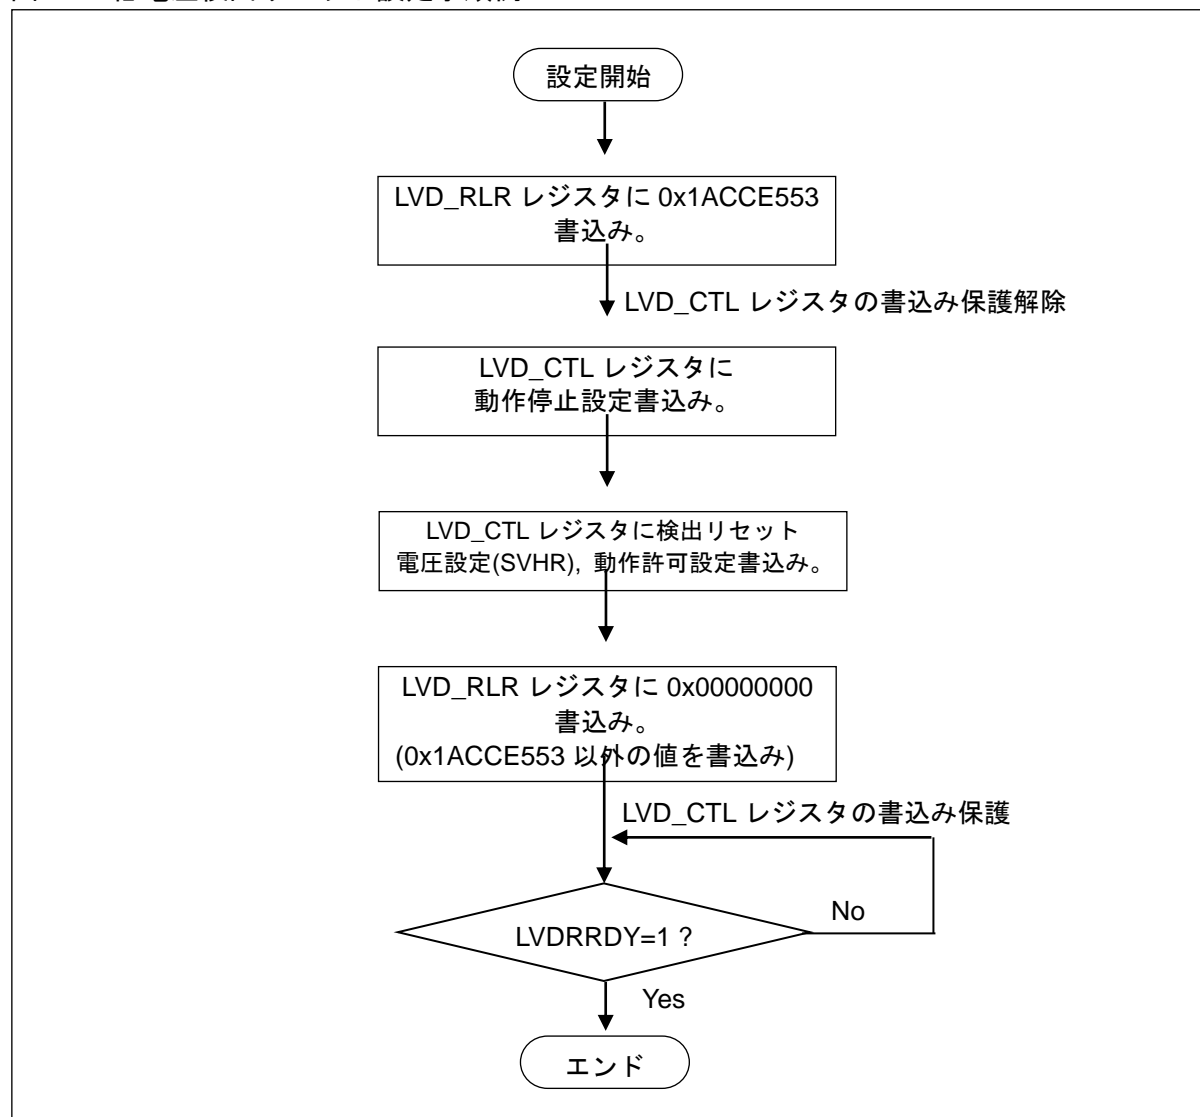 設定開始
LVD_RLR レジスタに 0x1ACCE553
書込み。
LVD_CTL レジスタの書込み保護解除
LVD_CTL レジスタに
動作停止設定書込み。
LVD_CTL レジスタに検出リセット
電圧設定(SVHR), 動作許可設定書込み。
LVD_RLR レジスタに 0x00000000
書込み。
(0x1ACCE553 以外の値を書込み)
LVD_CTL レジスタの書込み保護
No
LVDRRDY=1 ?
Yes
エンド